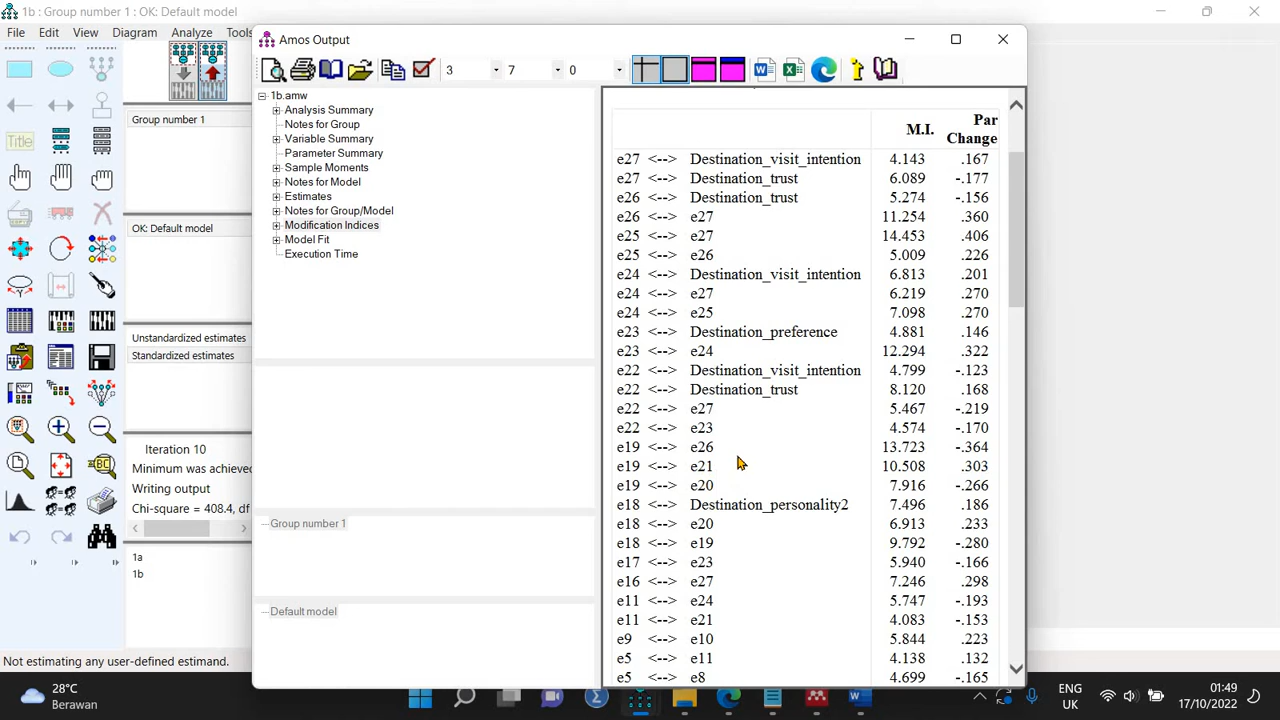 1b : Group number 1 : OK: Default model
File Edit View Diagram Analyze Tools
Title
Group number 1
OK: Default model
Unstandardized estimates
Standardized estimates
Iteration 10
Minimum was achieved
Writing output
Chi-square = 408.4, df
1a
1b
Not estimating any user-defined estimand.
Amos Output
3 7 0
1b.amw
Analysis Summary
Notes for Group
Variable Summary
Parameter Summary
Sample Moments
Notes for Model
Estimates
Notes for Group/Model
Modification Indices
Model Fit
Execution Time
Group number 1
Default model
M.I. Par Change
e27 <--> Destination_visit_intention 4.143 .167
e27 <--> Destination_trust 6.089 -.177
e26 <--> Destination_trust 5.274 -.156
e26 <--> e27 11.254 .360
e25 <--> e27 14.453 .406
e25 <--> e26 5.009 .226
e24 <--> Destination_visit_intention 6.813 .201
e24 <--> e27 6.219 .270
e24 <--> e25 7.098 .270
e23 <--> Destination_preference 4.881 .146
e23 <--> e24 12.294 .322
e22 <--> Destination_visit_intention 4.799 -.123
e22 <--> Destination_trust 8.120 .168
e22 <--> e27 5.467 -.219
e22 <--> e23 4.574 -.170
e19 <--> e26 13.723 -.364
e19 <--> e21 10.508 .303
e19 <--> e20 7.916 -.266
e18 <--> Destination_personality2 7.496 .186
e18 <--> e20 6.913 .233
e18 <--> e19 9.792 -.280
e17 <--> e23 5.940 -.166
e16 <--> e27 7.246 .298
e11 <--> e24 5.747 -.193
e11 <--> e21 4.083 -.153
e9 <--> e10 5.844 .223
e5 <--> e11 4.138 .132
e5 <--> e8 4.699 -.165
28°C
Berawan
ENG
UK
01:49
17/10/2022